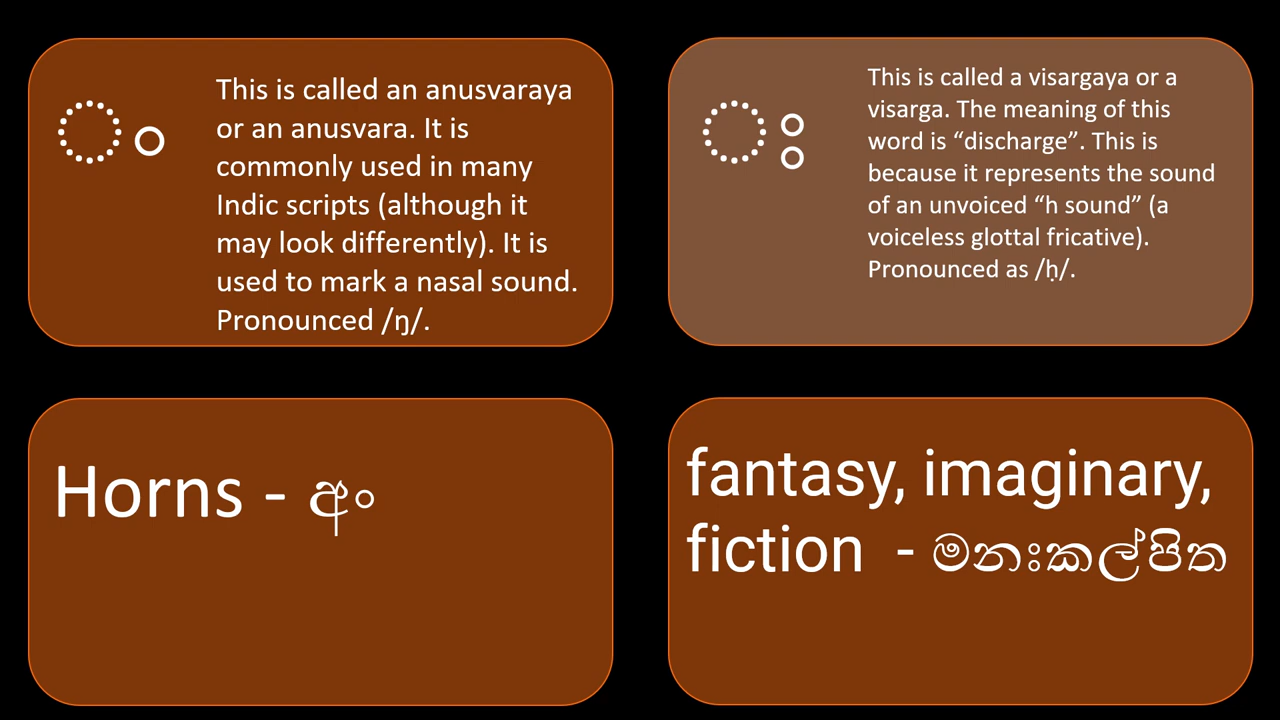 ං
This is called an anusvaraya
or an anusvara. It is
commonly used in many
Indic scripts (although it
may look differently). It is
used to mark a nasal sound.
Pronounced /ŋ/.
ඃ
This is called a visargaya or a
visarga. The meaning of this
word is “discharge”. This is
because it represents the sound
of an unvoiced “h sound” (a
voiceless glottal fricative).
Pronounced as /ḥ/.
Horns - අං
fantasy, imaginary,
fiction - මනඃකල්පිත